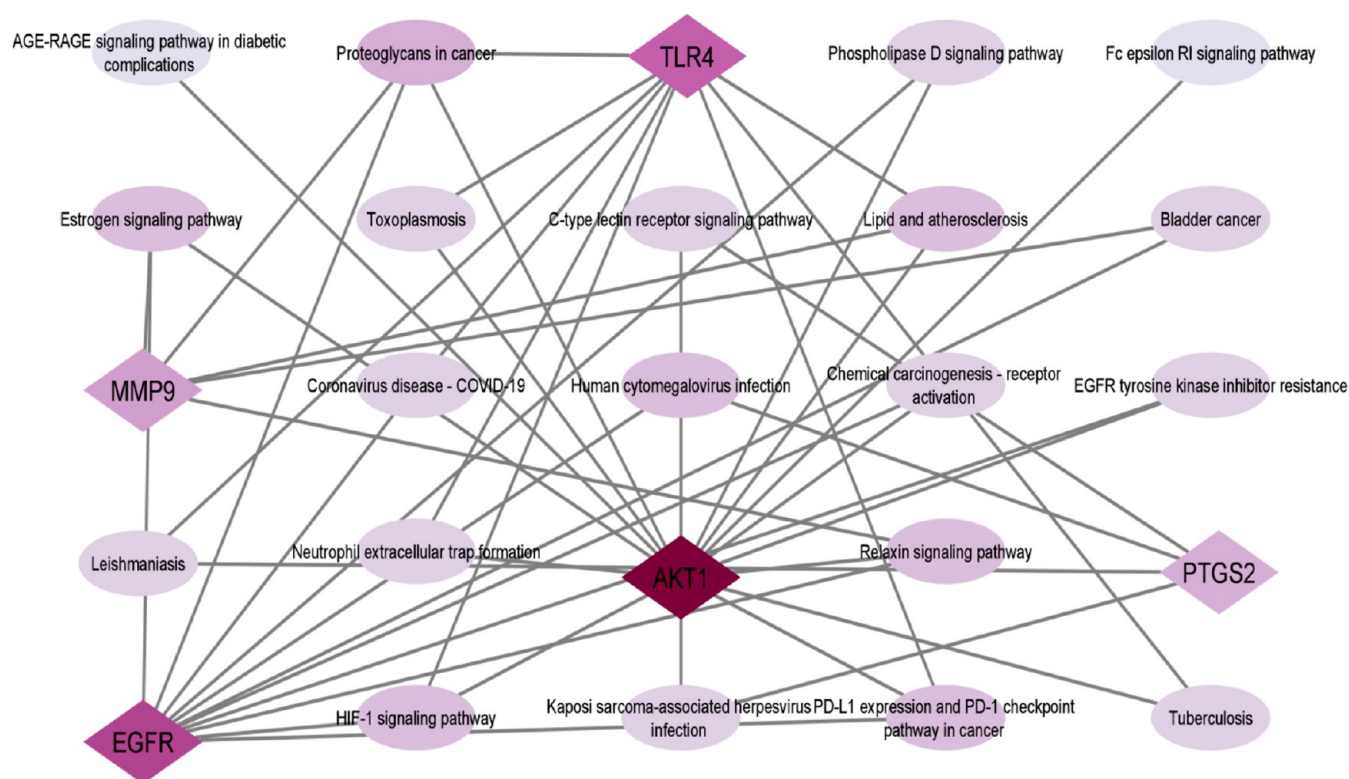 AGE-RAGE signaling pathway in diabetic
complications
Proteoglycans in cancer
TLR4
Phospholipase D signaling pathway
Fc epsilon RI signaling pathway
Estrogen signaling pathway
Toxoplasmosis
C-type lectin receptor signaling pathway
Lipid and atherosclerosis
Bladder cancer
MMP9
Coronavirus disease - COVID-19
Human cytomegalovirus infection
Chemical carcinogenesis - receptor
activation
EGFR tyrosine kinase inhibitor resistance
Leishmaniasis
Neutrophil extracellular trap formation
AKT1
Relaxin signaling pathway
PTGS2
EGFR
HIF-1 signaling pathway
Kaposi sarcoma-associated herpesvirus
infection
PD-L1 expression and PD-1 checkpoint
pathway in cancer
Tuberculosis